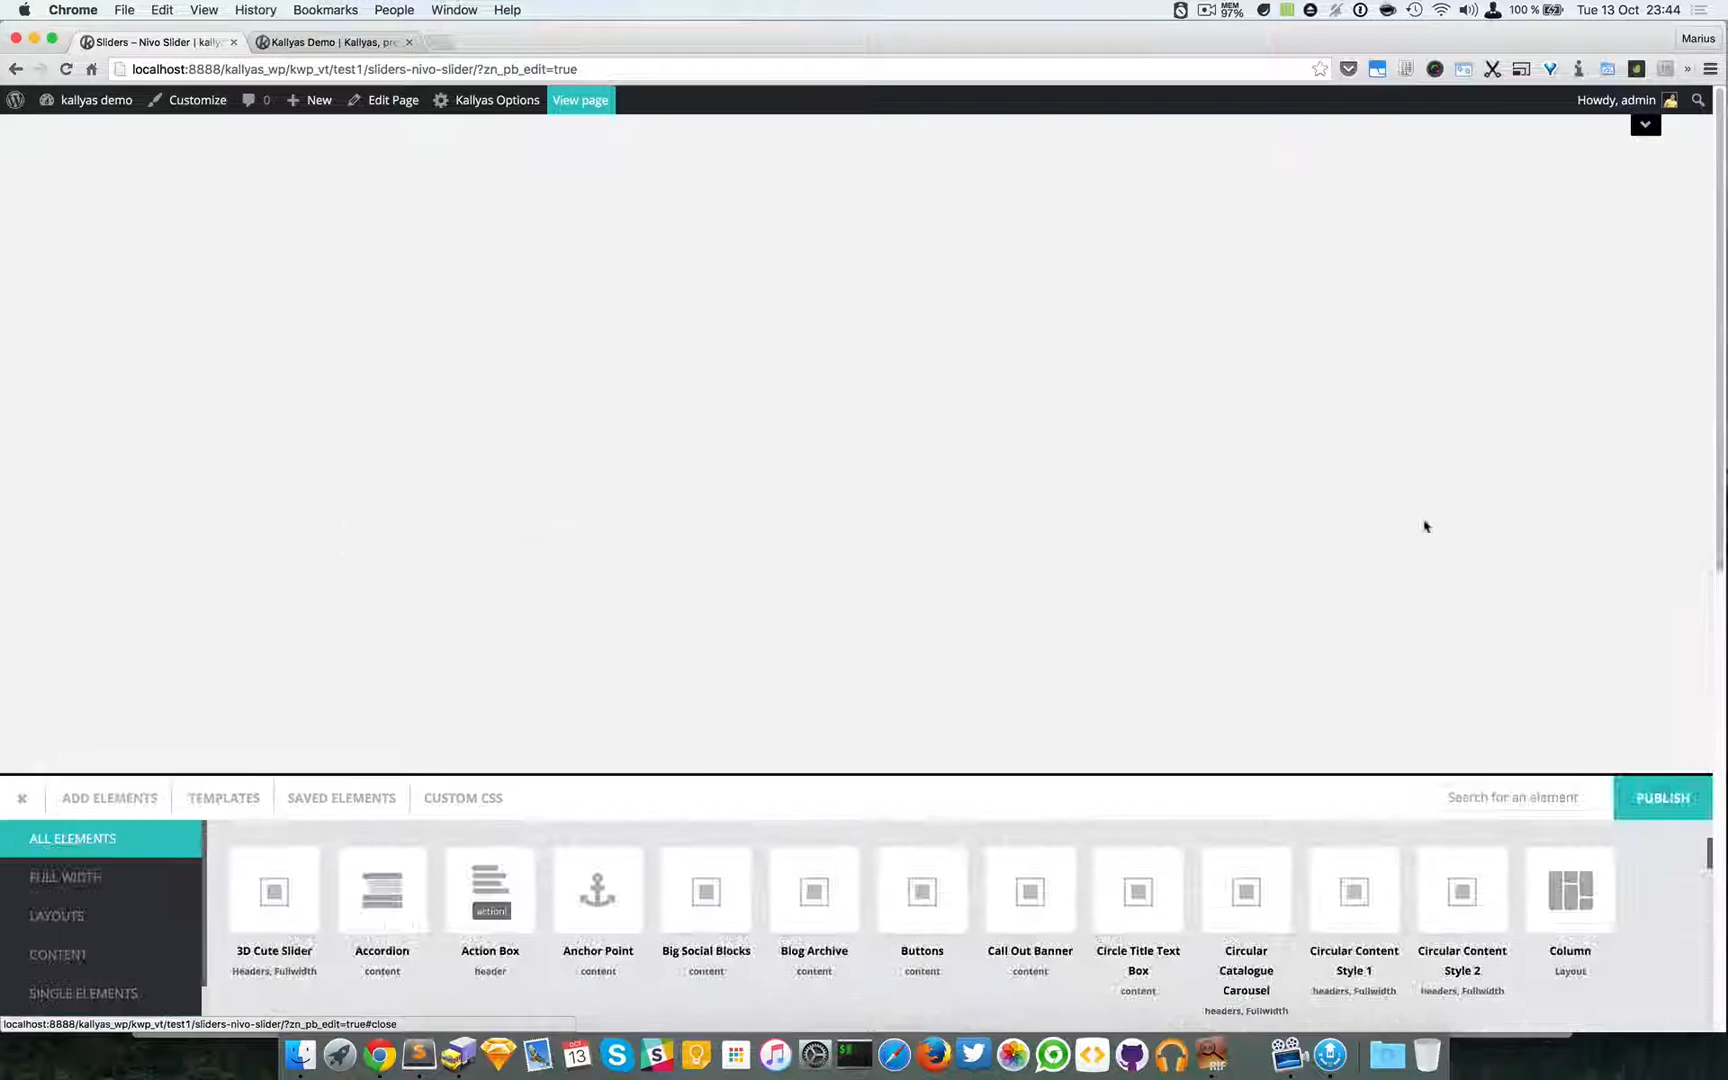 Chrome File Edit View History Bookmarks People Window Help MEM 97% 100 % Tue 13 Oct 23:44
Sliders – Nivo Slider | kally Kallyas Demo | Kallyas, pre Marius
localhost:8888/kallyas_wp/kwp_vt/test1/sliders-nivo-slider/?zn_pb_edit=true
kallyas demo Customize 0 New Edit Page Kallyas Options View page Howdy, admin
ADD ELEMENTS TEMPLATES SAVED ELEMENTS CUSTOM CSS Search for an element PUBLISH
ALL ELEMENTS
FULL WIDTH
LAYOUTS
CONTENT
SINGLE ELEMENTS
action!
3D Cute Slider
Headers, Fullwidth
Accordion
content
Action Box
header
Anchor Point
content
Big Social Blocks
content
Blog Archive
content
Buttons
content
Call Out Banner
content
Circle Title Text
Box
content
Circular
Catalogue
Carousel
headers, Fullwidth
Circular Content
Style 1
headers, Fullwidth
Circular Content
Style 2
headers, Fullwidth
Column
Layout
localhost:8888/kallyas_wp/kwp_vt/test1/sliders-nivo-slider/?zn_pb_edit=true#close
13
RIF